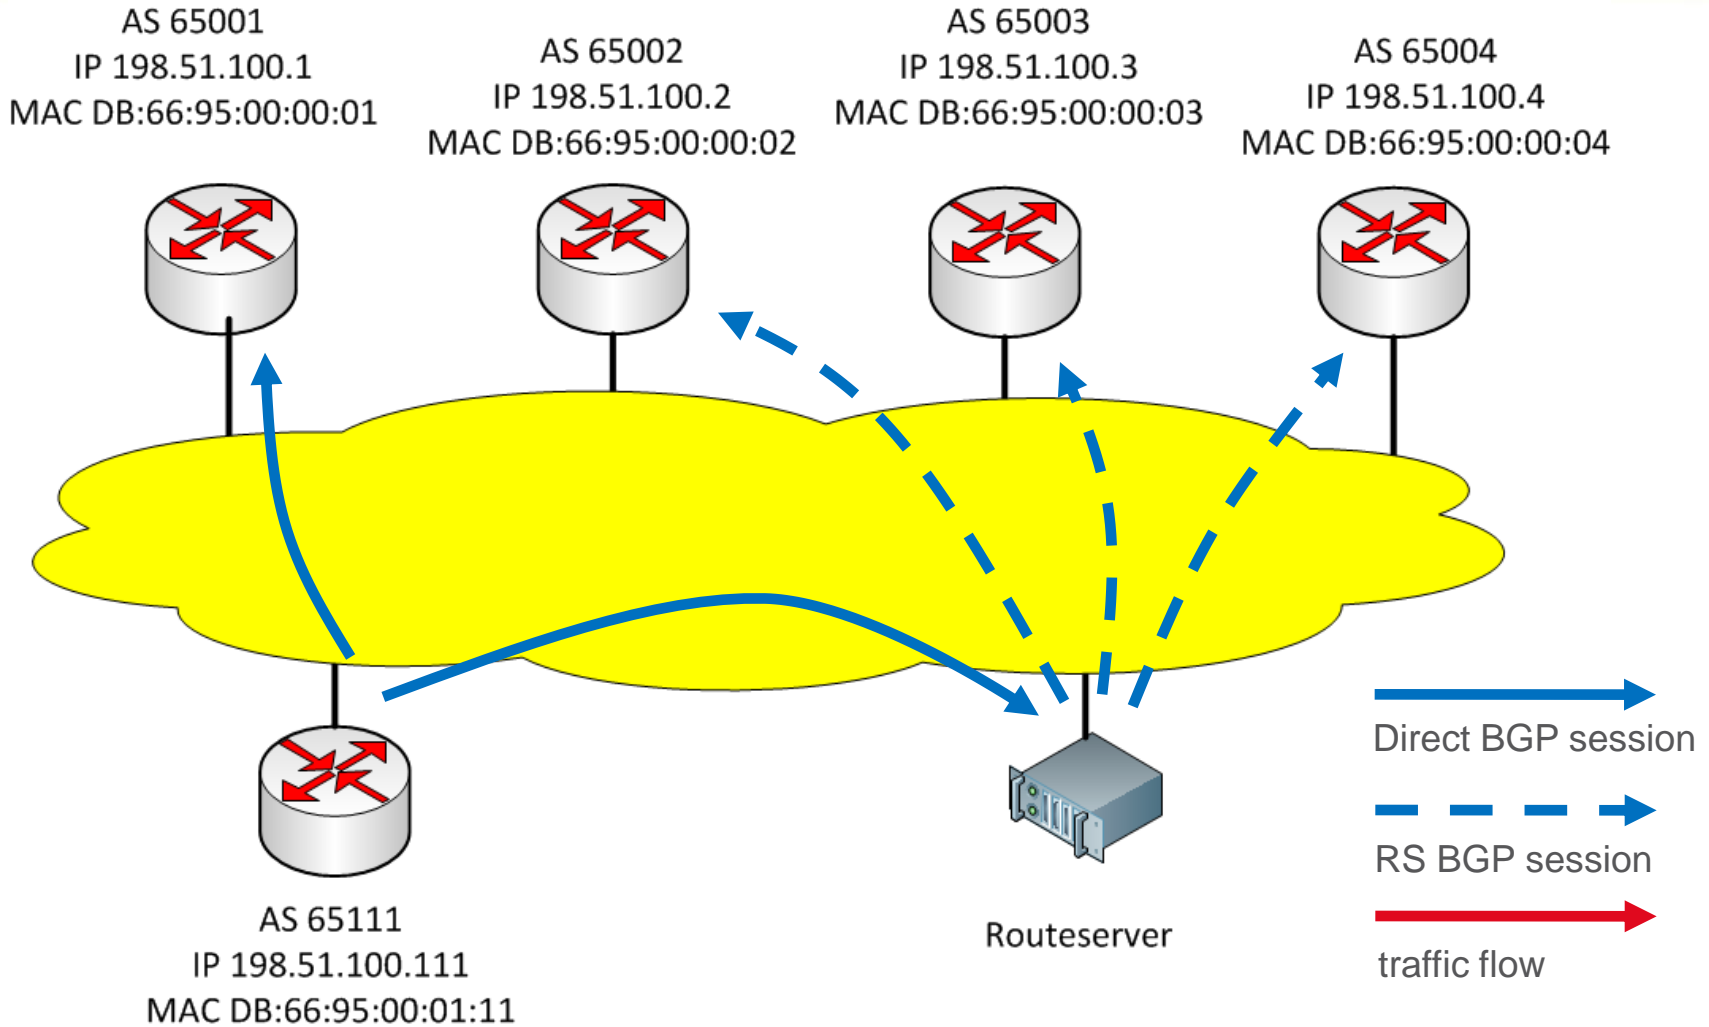 AS 65001
IP 198.51.100.1
MAC DB:66:95:00:00:01
AS 65002
IP 198.51.100.2
MAC DB:66:95:00:00:02
AS 65003
IP 198.51.100.3
MAC DB:66:95:00:00:03
AS 65004
IP 198.51.100.4
MAC DB:66:95:00:00:04
AS 65111
IP 198.51.100.111
MAC DB:66:95:00:01:11
Routeserver
Direct BGP session
RS BGP session
traffic flow